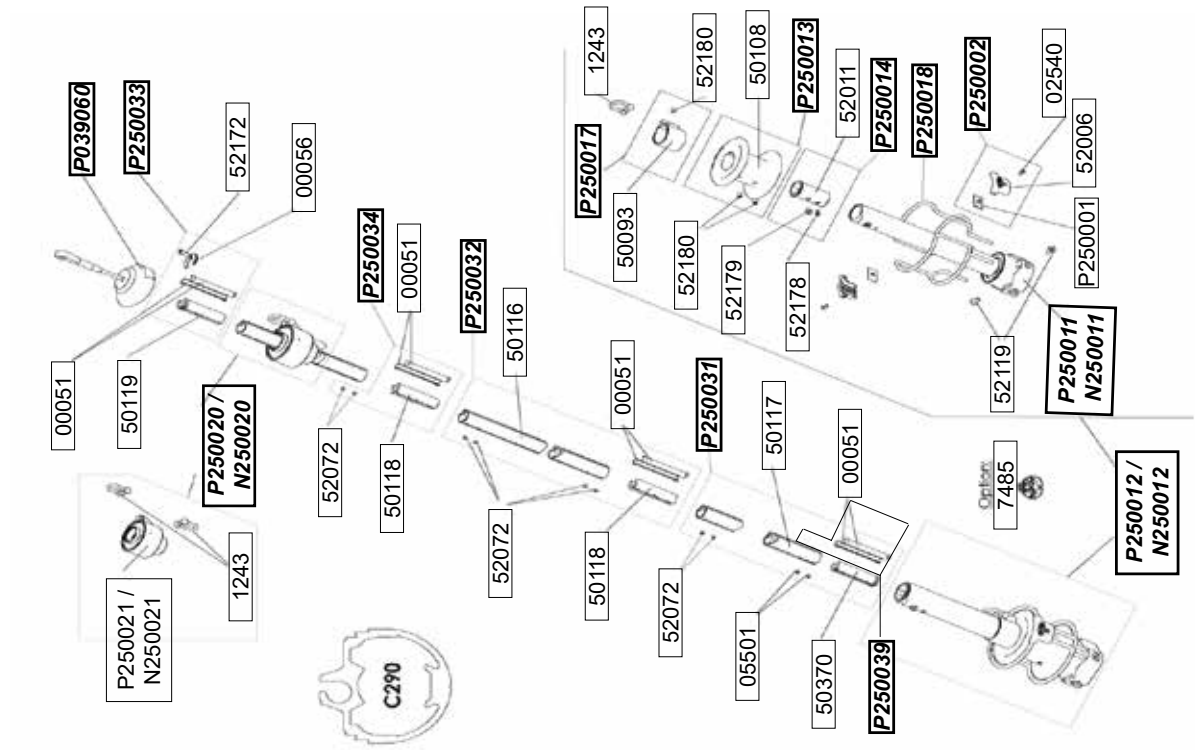 P039060
P250033
52172
00056
1243
52180
50108
P250013
52011
P250014
P250018
P250002
02540
52006
P250001
P250017
50093
52180
52179
52178
52119
P250011
N250011
P250034
00051
P250032
50116
00051
P250031
50117
00051
00051
50119
P250020 /
N250020
52072
50118
52072
50118
52072
05501
50370
P250039
Option:
7485
P250012 /
N250012
1243
P250021 /
N250021
C290